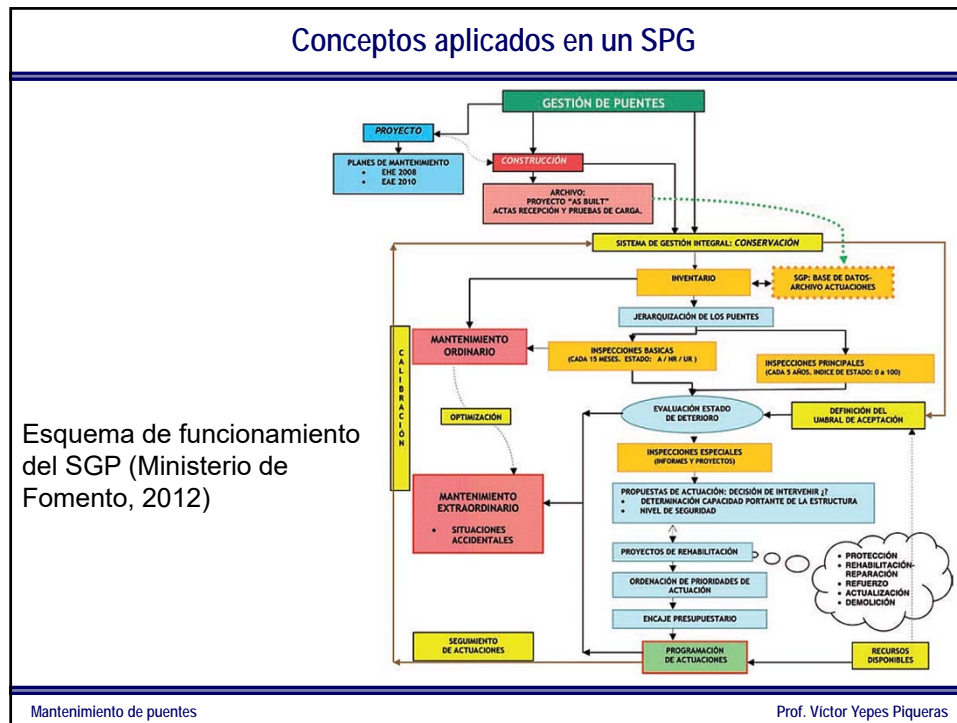 Conceptos aplicados en un SPG
GESTIÓN DE PUENTES
PROYECTO
PLANES DE MANTENIMIENTO
• EHE 2008
• EAE 2010
CONSTRUCCIÓN
ARCHIVO:
PROYECTO “AS BUILT”
ACTAS RECEPCIÓN Y PRUEBAS DE CARGA.
SISTEMA DE GESTIÓN INTEGRAL: CONSERVACIÓN
INVENTARIO
SGP: BASE DE DATOS-
ARCHIVO ACTUACIONES
JERARQUIZACIÓN DE LOS PUENTES
MANTENIMIENTO
ORDINARIO
INSPECCIONES BASICAS
(CADA 15 MESES. ESTADO: A / NR / UR )
INSPECCIONES PRINCIPALES
(CADA 5 AÑOS. INDICE DE ESTADO: 0 a 100)
CALIBRACIÓN
OPTIMIZACIÓN
EVALUACIÓN ESTADO
DE DETERIORO
DEFINICIÓN DEL
UMBRAL DE ACEPTACIÓN
Esquema de funcionamiento
del SGP (Ministerio de
Fomento, 2012)
INSPECCIONES ESPECIALES
(INFORMES Y PROYECTOS)
MANTENIMIENTO
EXTRAORDINARIO
• SITUACIONES
ACCIDENTALES
PROPUESTAS DE ACTUACIÓN: DECISIÓN DE INTERVENIR ¿?
• DETERMINACIÓN CAPACIDAD PORTANTE DE LA ESTRUCTURA
• NIVEL DE SEGURIDAD
PROYECTOS DE REHABILITACIÓN
• PROTECCIÓN
• REHABILITACIÓN-
REPARACIÓN
• REFUERZO
• ACTUALIZACIÓN
• DEMOLICIÓN
ORDENACIÓN DE PRIORIDADES DE
ACTUACIÓN
ENCAJE PRESUPUESTARIO
SEGUIMIENTO
DE ACTUACIONES
PROGRAMACIÓN
DE ACTUACIONES
RECURSOS
DISPONIBLES
Mantenimiento de puentes
Prof. Víctor Yepes Piqueras